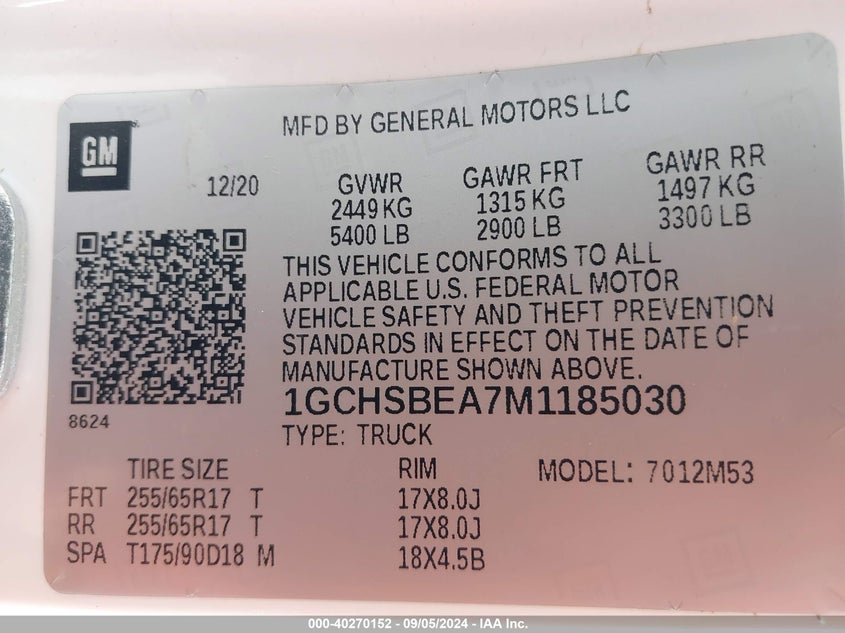 MFD BY GENERAL MOTORS LLC
GM
12/20
GVWR GAWR FRT GAWR RR
2449 KG 1315 KG 1497 KG
5400 LB 2900 LB 3300 LB
THIS VEHICLE CONFORMS TO ALL
APPLICABLE U.S. FEDERAL MOTOR
VEHICLE SAFETY AND THEFT PREVENTION
STANDARDS IN EFFECT ON THE DATE OF
MANUFACTURE SHOWN ABOVE.
8624
1GCHSBEA7M1185030
TYPE: TRUCK
TIRE SIZE RIM MODEL: 7012M53
FRT 255/65R17 T 17X8.0J
RR 255/65R17 T 17X8.0J
SPA T175/90D18 M 18X4.5B
000-40270152 - 09/05/2024 - IAA Inc.